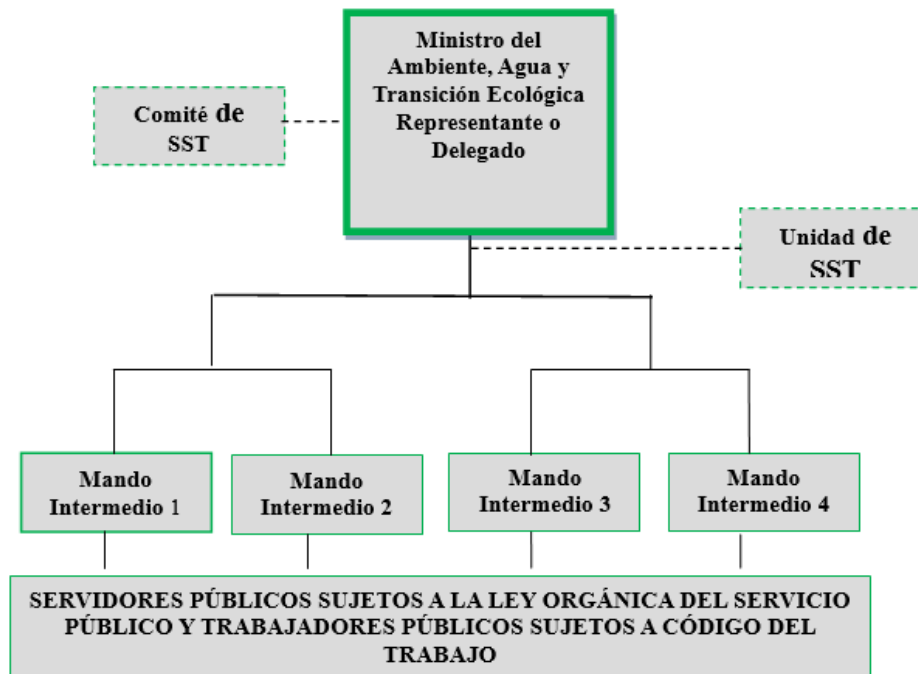 Ministro del
Ambiente, Agua y
Transición Ecológica
Representante o
Delegado
Comité de
SST
Unidad de
SST
Mando
Intermedio 1
Mando
Intermedio 2
Mando
Intermedio 3
Mando
Intermedio 4
SERVIDORES PÚBLICOS SUJETOS A LA LEY ORGÁNICA DEL SERVICIO
PÚBLICO Y TRABAJADORES PÚBLICOS SUJETOS A CÓDIGO DEL
TRABAJO